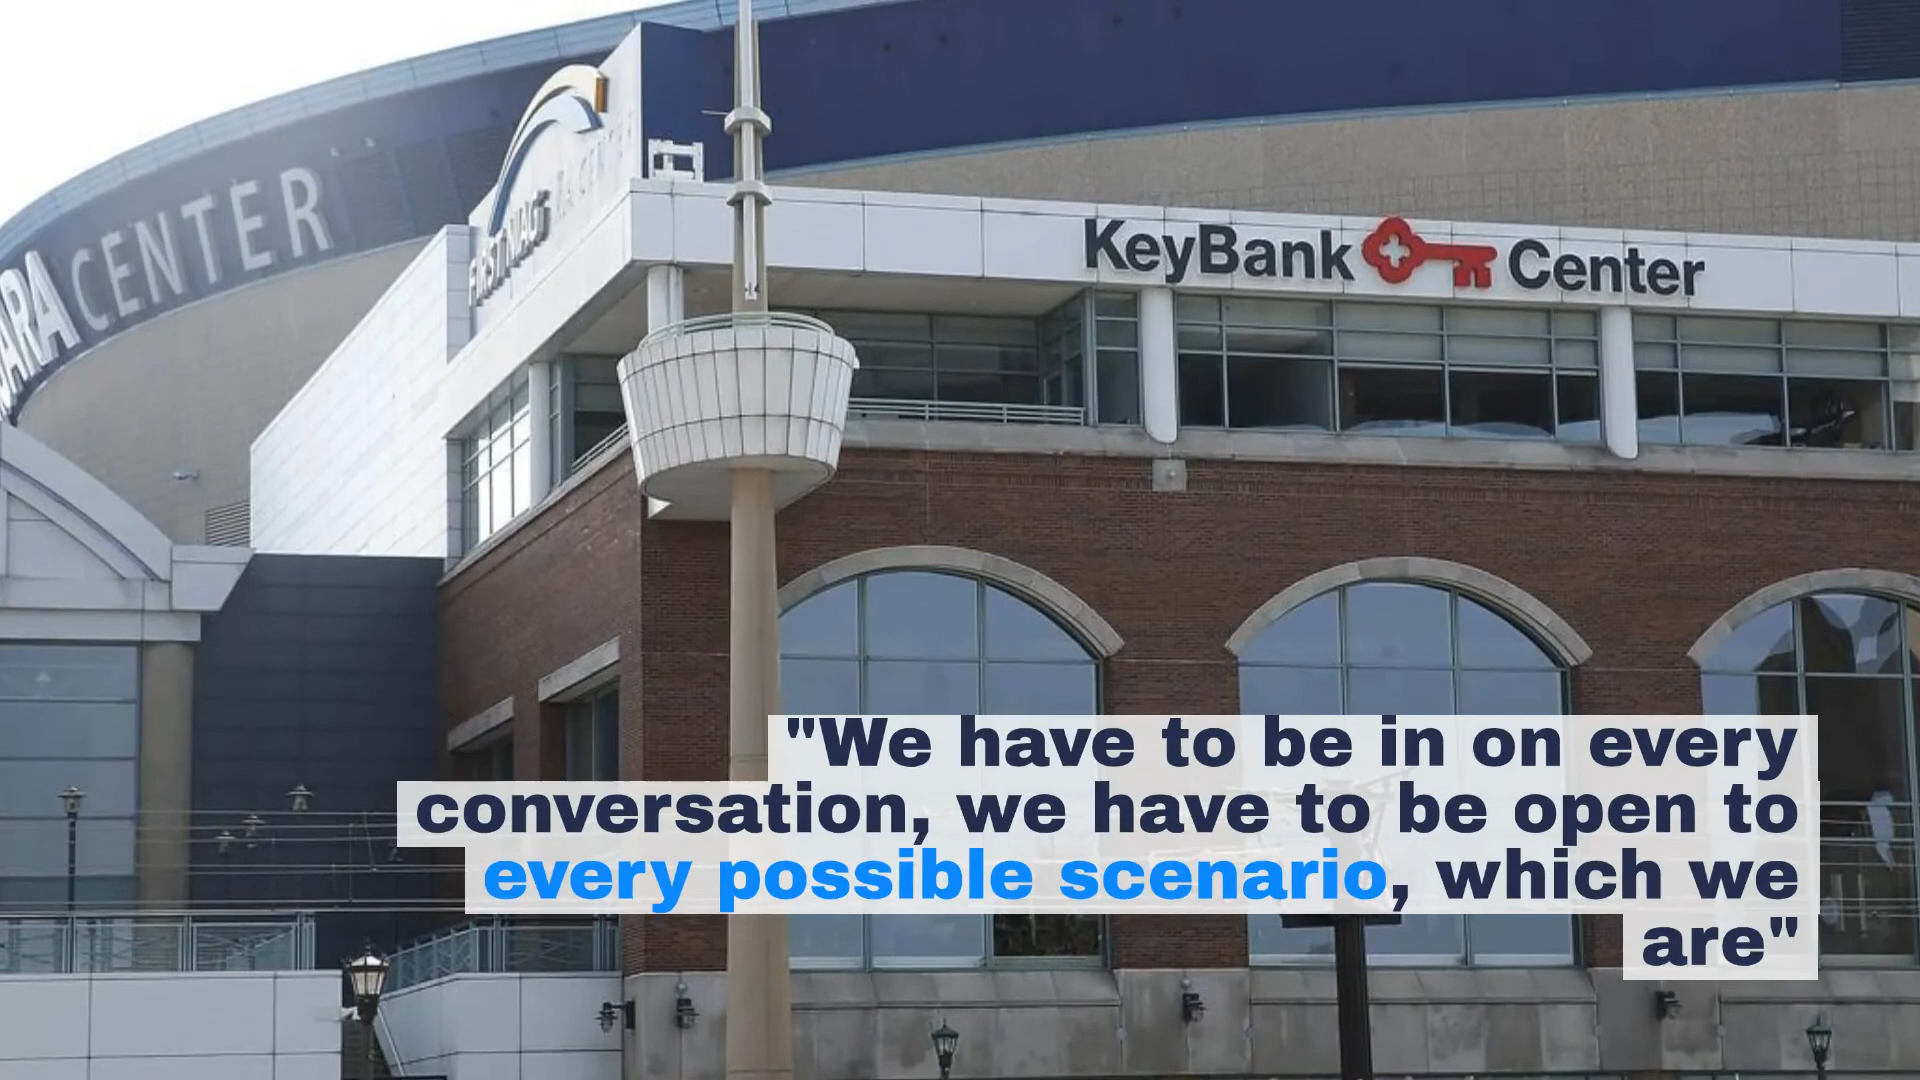 CENTER
KeyBank Center
"We have to be in on every
conversation, we have to be open to
every possible scenario, which we
are"